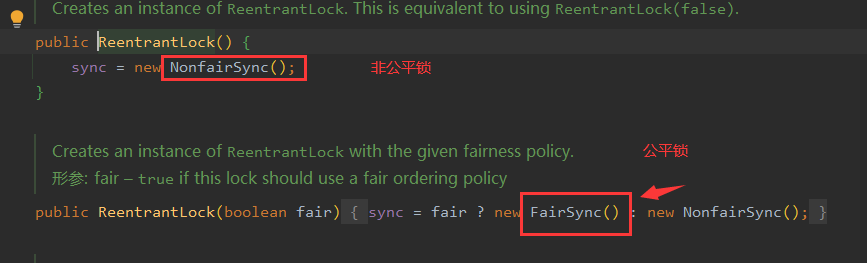 Creates an instance of ReentrantLock. This is equivalent to using ReentrantLock(false).
public ReentrantLock() {
sync = new NonfairSync(); 非公平锁
}
Creates an instance of ReentrantLock with the given fairness policy. 公平锁
形参: fair – true if this lock should use a fair ordering policy
public ReentrantLock(boolean fair) { sync = fair ? new FairSync() : new NonfairSync(); }